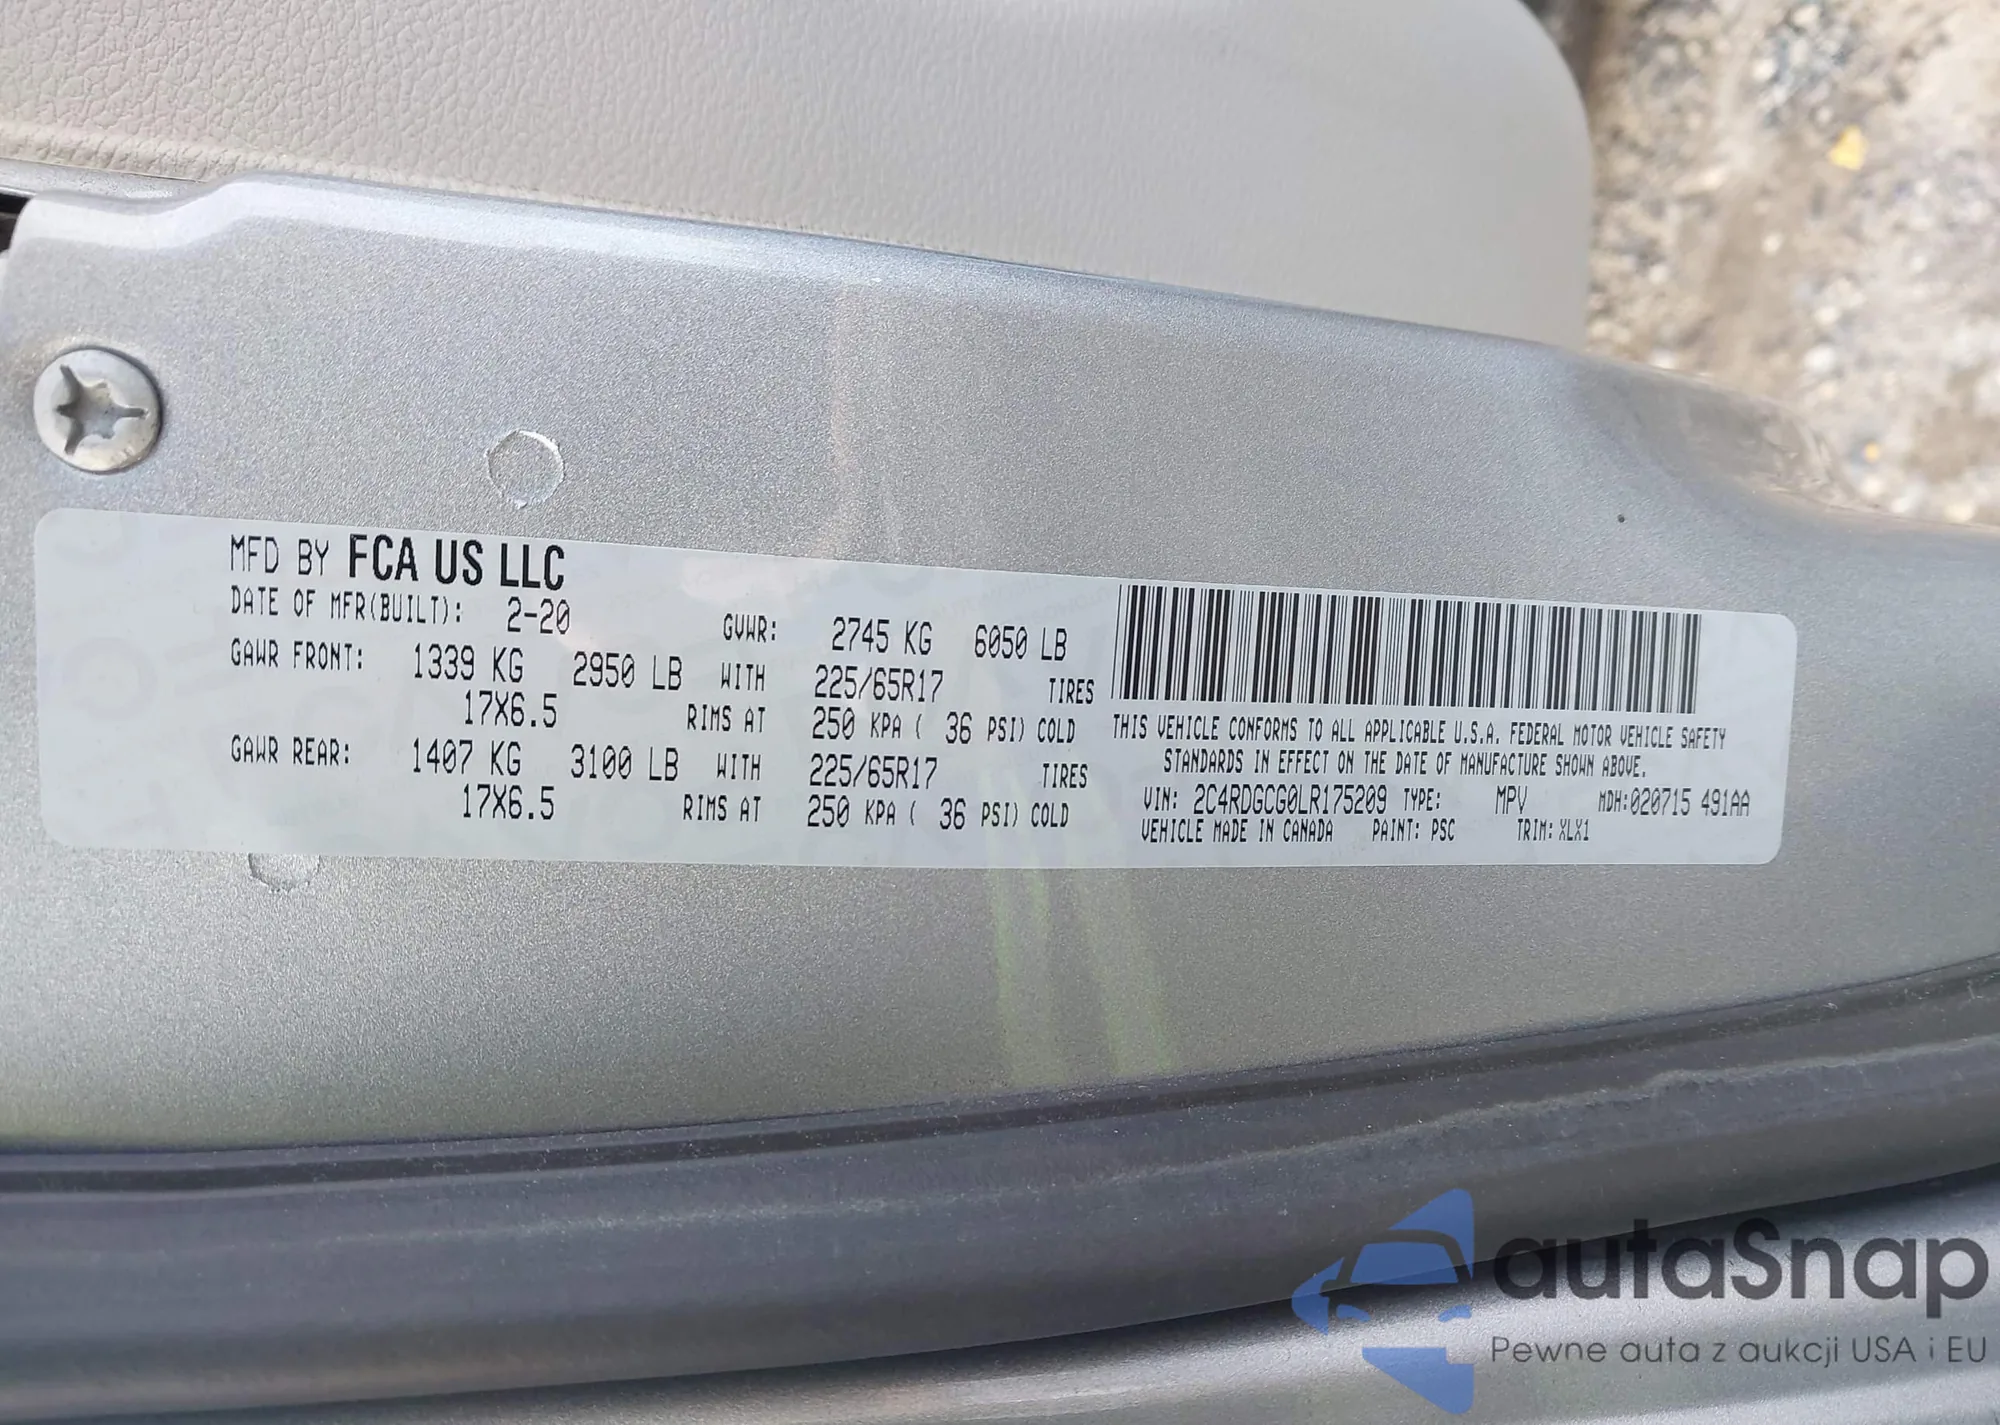 MFD BY FCA US LLC
DATE OF MFR(BUILT): 2-20 GVWR: 2745 KG 6050 LB
GAWR FRONT: 1339 KG 2950 LB WITH 225/65R17 TIRES
17X6.5 RIMS AT 250 KPA ( 36 PSI) COLD
GAWR REAR: 1407 KG 3100 LB WITH 225/65R17 TIRES
17X6.5 RIMS AT 250 KPA ( 36 PSI) COLD
THIS VEHICLE CONFORMS TO ALL APPLICABLE U.S.A. FEDERAL MOTOR VEHICLE SAFETY
STANDARDS IN EFFECT ON THE DATE OF MANUFACTURE SHOWN ABOVE.
VIN: 2C4RDGCG0LR175209 TYPE: MPV MDH:020715 491AA
VEHICLE MADE IN CANADA PAINT: PSC TRIM: XLX1
autaSnap
Pewne auta z aukcji USA i EU